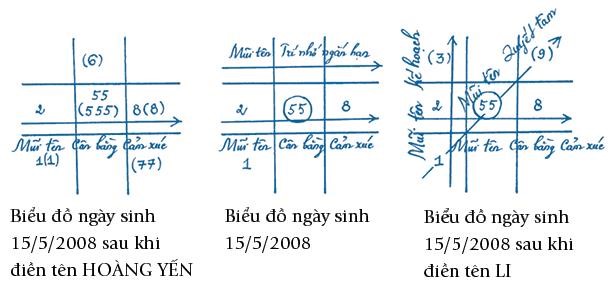 (6)
55
2 (555) 8(8)
Mũi tên Cân bằng Cảm xúc
1(1) (77)
Biểu đồ ngày sinh
15/5/2008 sau khi
điền tên HOÀNG YẾN
Mũi tên Trí nhớ ngắn hạn
2 55 8
Mũi tên Cân bằng Cảm xúc
1
Biểu đồ ngày sinh
15/5/2008
Mũi tên Kế hoạch
(3) (9)
Mũi tên Quyết tâm
2 55 8
Mũi tên Cân bằng Cảm xúc
1
Biểu đồ ngày sinh
15/5/2008 sau khi
điền tên LI